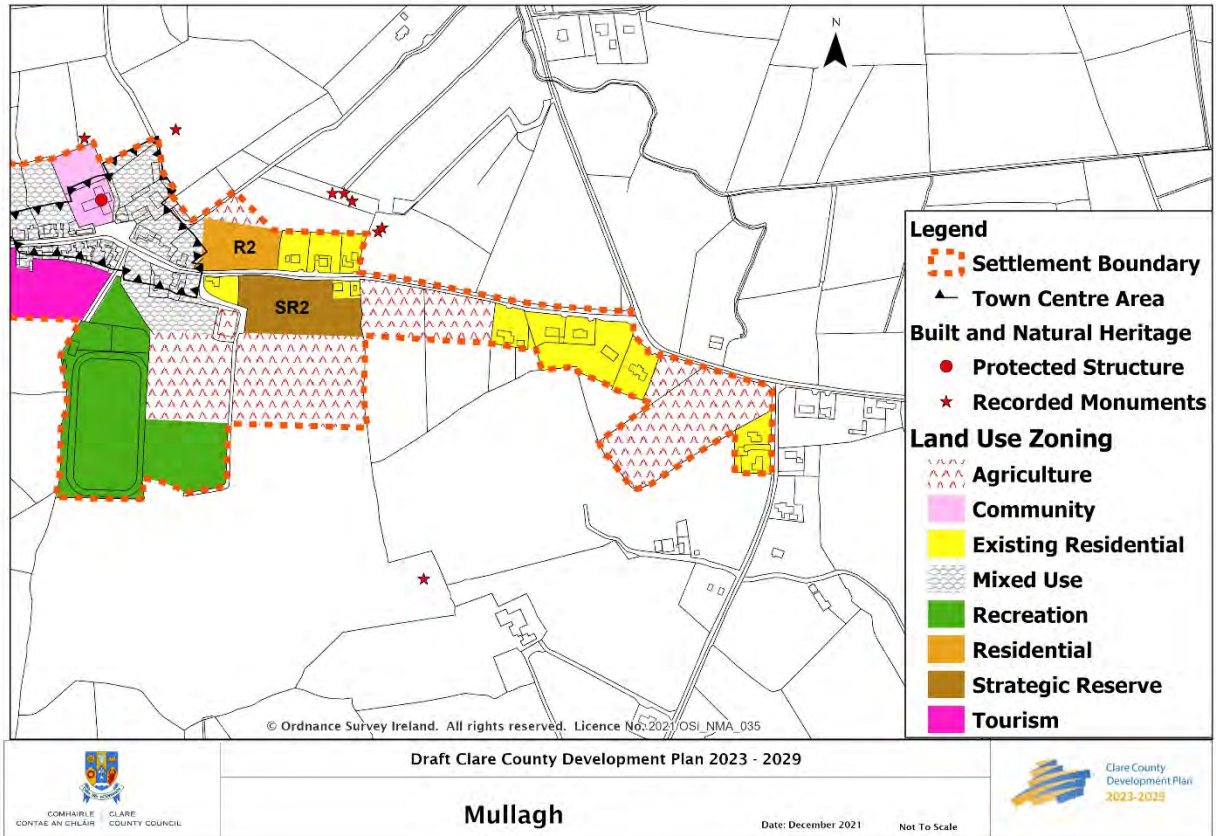 N
R2
SR2
Legend
Settlement Boundary
Town Centre Area
Built and Natural Heritage
Protected Structure
Recorded Monuments
Land Use Zoning
Agriculture
Community
Existing Residential
Mixed Use
Recreation
Residential
Strategic Reserve
Tourism
© Ordnance Survey Ireland. All rights reserved. Licence No. 2021/OSi_NMA_035
COMHAIRLE CONTAE AN CHLÁIR
CLARE COUNTY COUNCIL
Draft Clare County Development Plan 2023 - 2029
Mullagh
Date: December 2021
Not To Scale
Clare County
Development Plan
2023-2029